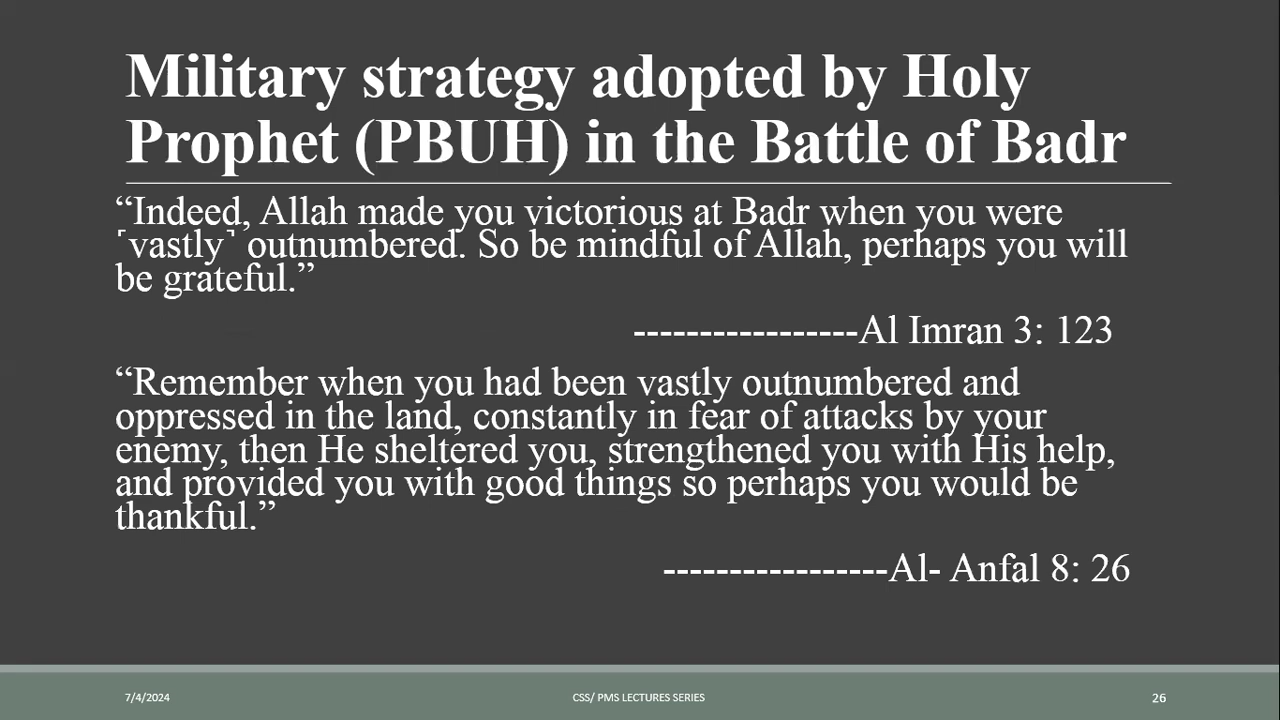 Military strategy adopted by Holy
Prophet (PBUH) in the Battle of Badr
“Indeed, Allah made you victorious at Badr when you were
˹vastly˺ outnumbered. So be mindful of Allah, perhaps you will
be grateful.”
-----------------Al Imran 3: 123
“Remember when you had been vastly outnumbered and
oppressed in the land, constantly in fear of attacks by your
enemy, then He sheltered you, strengthened you with His help,
and provided you with good things so perhaps you would be
thankful.”
-----------------Al- Anfal 8: 26
7/4/2024
CSS/ PMS LECTURES SERIES
26